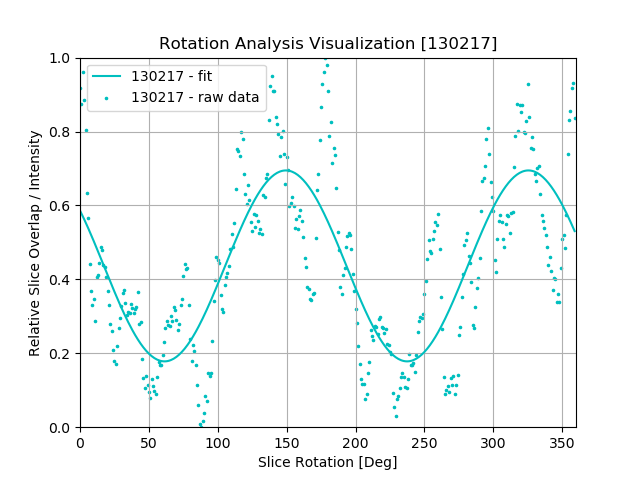 Rotation Analysis Visualization [130217]
130217 - fit
130217 - raw data
Relative Slice Overlap / Intensity
1.0
0.8
0.6
0.4
0.2
0.0
0 50 100 150 200 250 300 350
Slice Rotation [Deg]